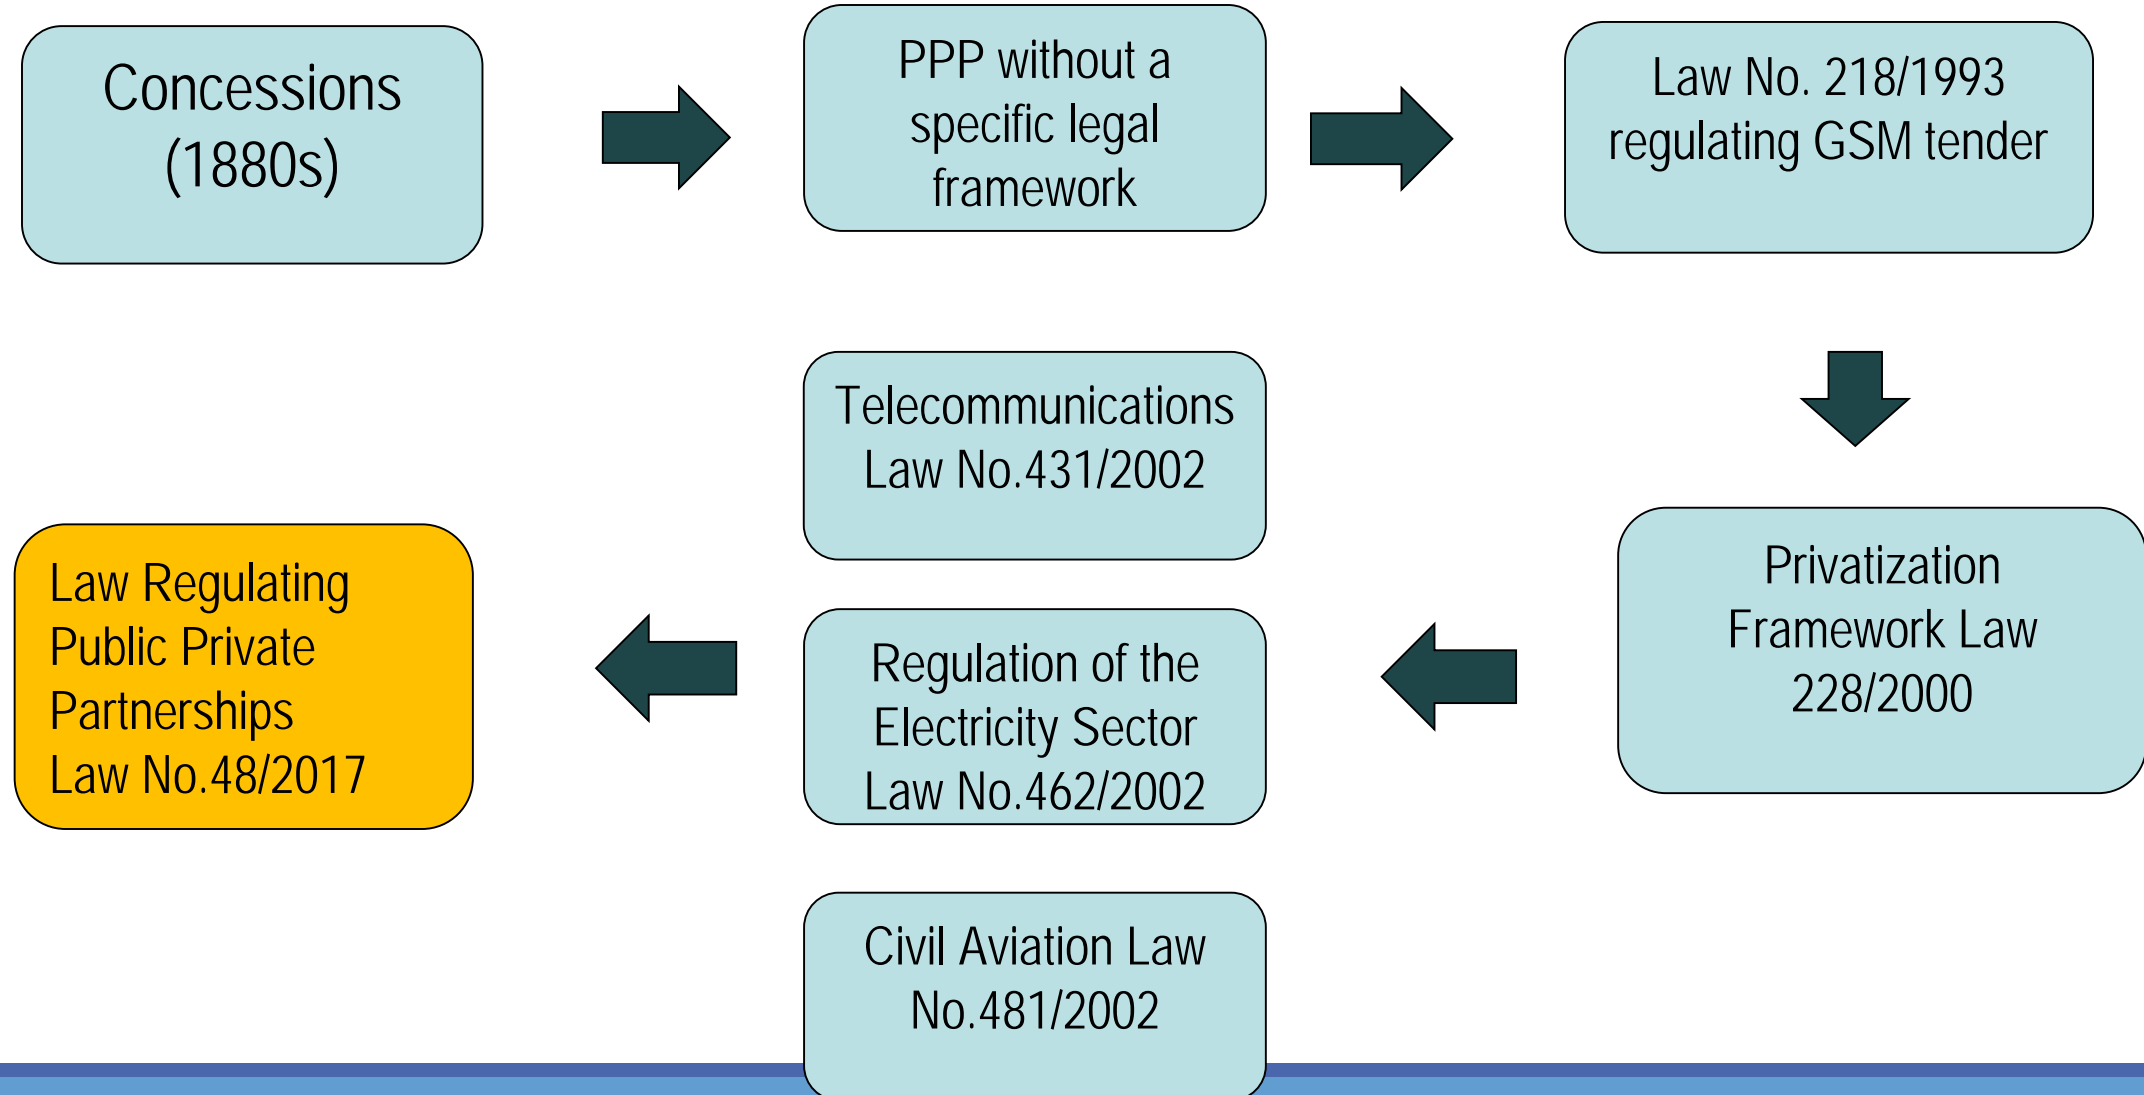 Concessions
(1880s)
PPP without a
specific legal
framework
Law No. 218/1993
regulating GSM tender
Telecommunications
Law No.431/2002
Privatization
Framework Law
228/2000
Regulation of the
Electricity Sector
Law No.462/2002
Law Regulating
Public Private
Partnerships
Law No.48/2017
Civil Aviation Law
No.481/2002